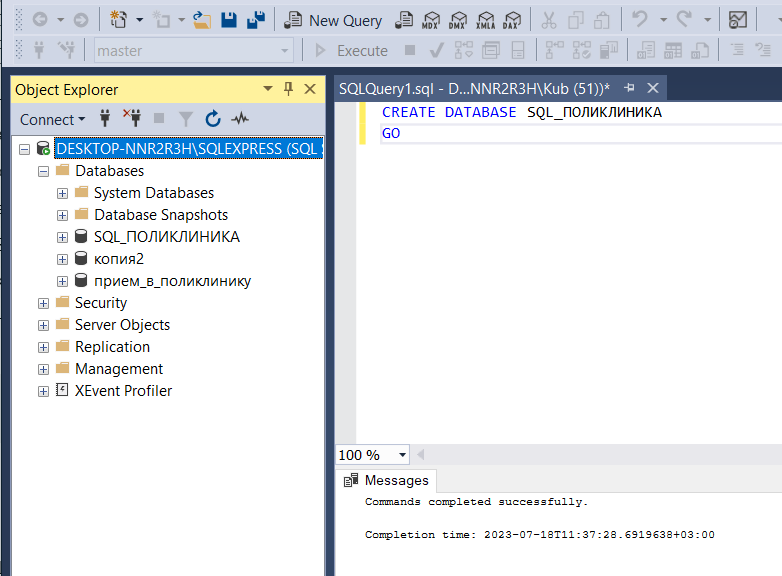 New Query MDX DMX XMLA DAX
master Execute
Object Explorer
Connect
DESKTOP-NNR2R3H\SQLEXPRESS (SQL S
Databases
System Databases
Database Snapshots
SQL_ПОЛИКЛИНИКА
копия2
прием_в_поликлинику
Security
Server Objects
Replication
Management
XEvent Profiler
SQLQuery1.sql - D...NNR2R3H\Kub (51))*
CREATE DATABASE SQL_ПОЛИКЛИНИКА
GO
100 %
Messages
Commands completed successfully.
Completion time: 2023-07-18T11:37:28.6919638+03:00